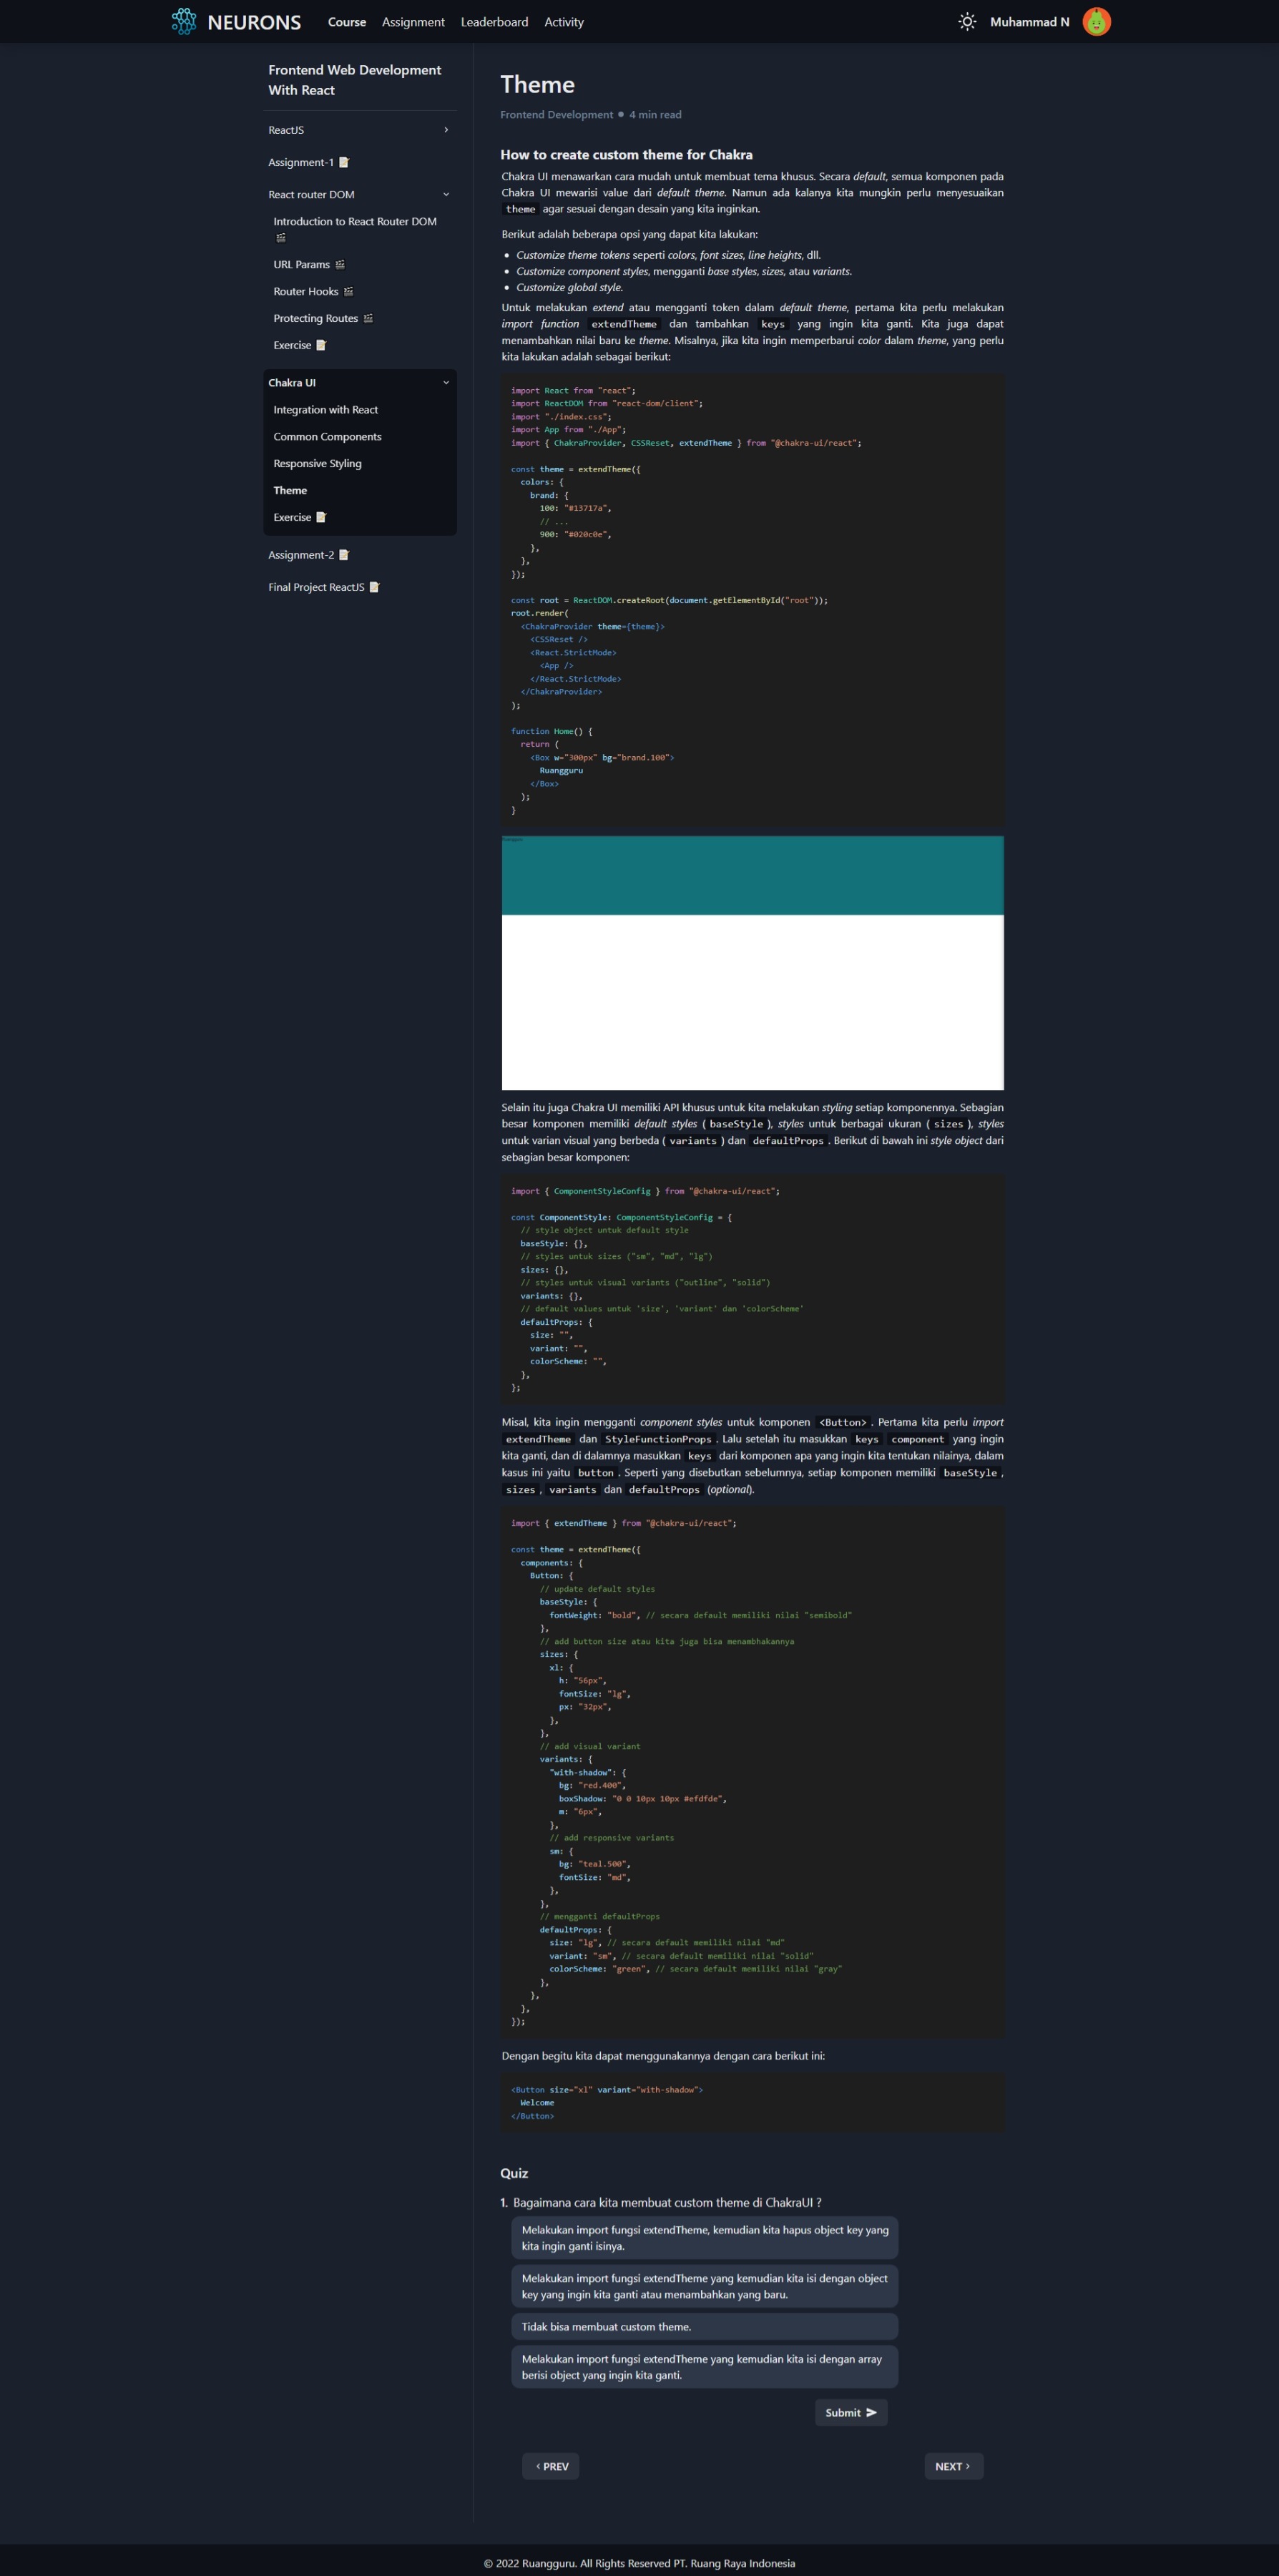 NEURONS
Course Assignment Leaderboard Activity
Muhammad N
Frontend Web Development
With React
ReactJS
Assignment-1
React router DOM
Introduction to React Router DOM
URL Params
Router Hooks
Protecting Routes
Exercise
Chakra UI
Integration with React
Common Components
Responsive Styling
Theme
Exercise
Assignment-2
Final Project ReactJS
Theme
Frontend Development ● 4 min read
How to create custom theme for Chakra
Chakra UI menawarkan cara mudah untuk membuat tema khusus. Secara default, semua komponen pada
Chakra UI mewarisi value dari default theme. Namun ada kalanya kita mungkin perlu menyesuaikan
theme agar sesuai dengan desain yang kita inginkan.
Berikut adalah beberapa opsi yang dapat kita lakukan:
• Customize theme tokens seperti colors, font sizes, line heights, dll.
• Customize component styles, mengganti base styles, sizes, atau variants.
• Customize global style.
Untuk melakukan extend atau mengganti token dalam default theme, pertama kita perlu melakukan
import function extendTheme dan tambahkan keys yang ingin kita ganti. Kita juga dapat
menambahkan nilai baru ke theme. Misalnya, jika kita ingin memperbarui color dalam theme, yang perlu
kita lakukan adalah sebagai berikut:
import React from "react";
import ReactDOM from "react-dom/client";
import "./index.css";
import App from "./App";
import { ChakraProvider, CSSReset, extendTheme } from "@chakra-ui/react";
const theme = extendTheme({
colors: {
brand: {
100: "#13717a",
// ...
900: "#020c0e",
},
},
});
const root = ReactDOM.createRoot(document.getElementById("root"));
root.render(
<ChakraProvider theme={theme}>
<CSSReset />
<React.StrictMode>
<App />
</React.StrictMode>
</ChakraProvider>
);
function Home() {
return (
<Box w="300px" bg="brand.100">
Ruangguru
</Box>
);
}
Selain itu juga Chakra UI memiliki API khusus untuk kita melakukan styling setiap komponennya. Sebagian
besar komponen memiliki default styles ( baseStyle ), styles untuk berbagai ukuran ( sizes ), styles
untuk varian visual yang berbeda ( variants ) dan defaultProps . Berikut di bawah ini style object dari
sebagian besar komponen:
import { ComponentStyleConfig } from "@chakra-ui/react";
const ComponentStyle: ComponentStyleConfig = {
// style object untuk default style
baseStyle: {},
// styles untuk sizes ("sm", "md", "lg")
sizes: {},
// styles untuk visual variants ("outline", "solid")
variants: {},
// default values untuk 'size', 'variant' dan 'colorScheme'
defaultProps: {
size: "",
variant: "",
colorScheme: "",
},
};
Misal, kita ingin mengganti component styles untuk komponen <Button> . Pertama kita perlu import
extendTheme dan StyleFunctionProps . Lalu setelah itu masukkan keys component yang ingin
kita ganti, dan di dalamnya masukkan keys dari komponen apa yang ingin kita tentukan nilainya, dalam
kasus ini yaitu button . Seperti yang disebutkan sebelumnya, setiap komponen memiliki baseStyle ,
sizes , variants dan defaultProps (optional).
import { extendTheme } from "@chakra-ui/react";
const theme = extendTheme({
components: {
Button: {
// update default styles
baseStyle: {
fontWeight: "bold", // secara default memiliki nilai "semibold"
},
// add button size atau kita juga bisa menambhakannya
sizes: {
xl: {
h: "56px",
fontSize: "lg",
px: "32px",
},
},
// add visual variant
variants: {
"with-shadow": {
bg: "red.400",
boxShadow: "0 0 10px 10px #efdfde",
m: "6px",
},
// add responsive variants
sm: {
bg: "teal.500",
fontSize: "md",
},
},
// mengganti defaultProps
defaultProps: {
size: "lg", // secara default memiliki nilai "md"
variant: "sm", // secara default memiliki nilai "solid"
colorScheme: "green", // secara default memiliki nilai "gray"
},
},
},
});
Dengan begitu kita dapat menggunakannya dengan cara berikut ini:
<Button size="xl" variant="with-shadow">
Welcome
</Button>
Quiz
1. Bagaimana cara kita membuat custom theme di ChakraUI ?
Melakukan import fungsi extendTheme, kemudian kita hapus object key yang
kita ingin ganti isinya.
Melakukan import fungsi extendTheme yang kemudian kita isi dengan object
key yang ingin kita ganti atau menambahkan yang baru.
Tidak bisa membuat custom theme.
Melakukan import fungsi extendTheme yang kemudian kita isi dengan array
berisi object yang ingin kita ganti.
Submit
‹ PREV
NEXT ›
© 2022 Ruangguru. All Rights Reserved PT. Ruang Raya Indonesia